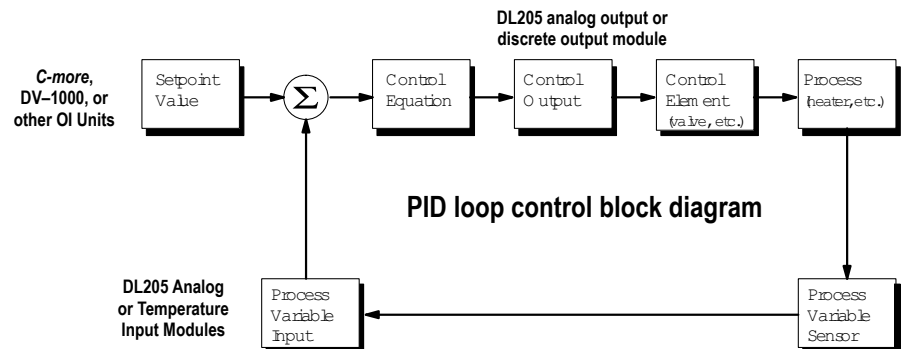 DL205 analog output or
discrete output module
C-more,
DV–1000, or
other OI Units
Setpoint
Value
Σ
Control
Equation
Control
Output
Control
Element
(valve, etc.)
Process
(heater, etc.)
PID loop control block diagram
DL205 Analog
or Temperature
Input Modules
Process
Variable
Input
Process
Variable
Sensor